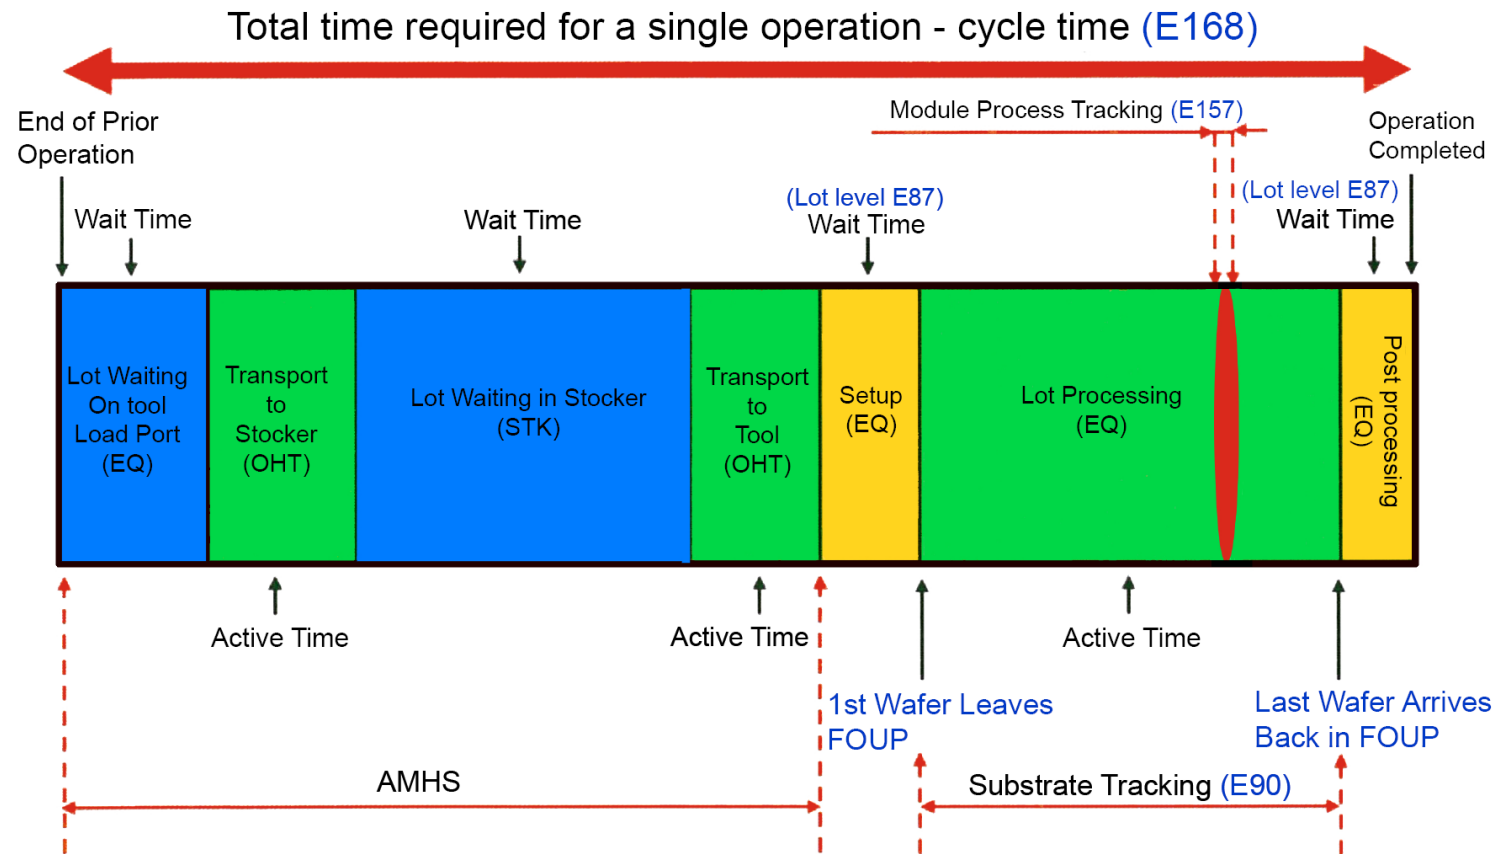 Total time required for a single operation - cycle time (E168)
Module Process Tracking (E157)
End of Prior
Operation
Operation
Completed
Wait Time
Wait Time
(Lot level E87)
Wait Time
(Lot level E87)
Wait Time
Lot Waiting
On tool
Load Port
(EQ)
Transport
to
Stocker
(OHT)
Lot Waiting in Stocker
(STK)
Transport
to
Tool
(OHT)
Setup
(EQ)
Lot Processing
(EQ)
Post processing
(EQ)
Active Time
Active Time
Active Time
1st Wafer Leaves
FOUP
Last Wafer Arrives
Back in FOUP
AMHS
Substrate Tracking (E90)